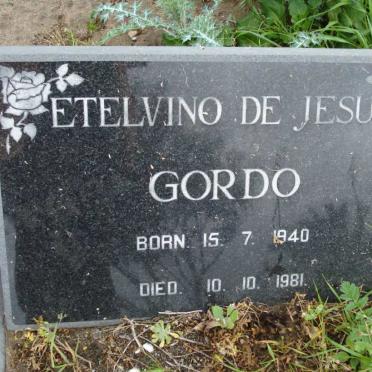 ETELVINO DE JESU
GORDO
BORN. 15. 7. 1940
DIED. 10. 10. 1981.